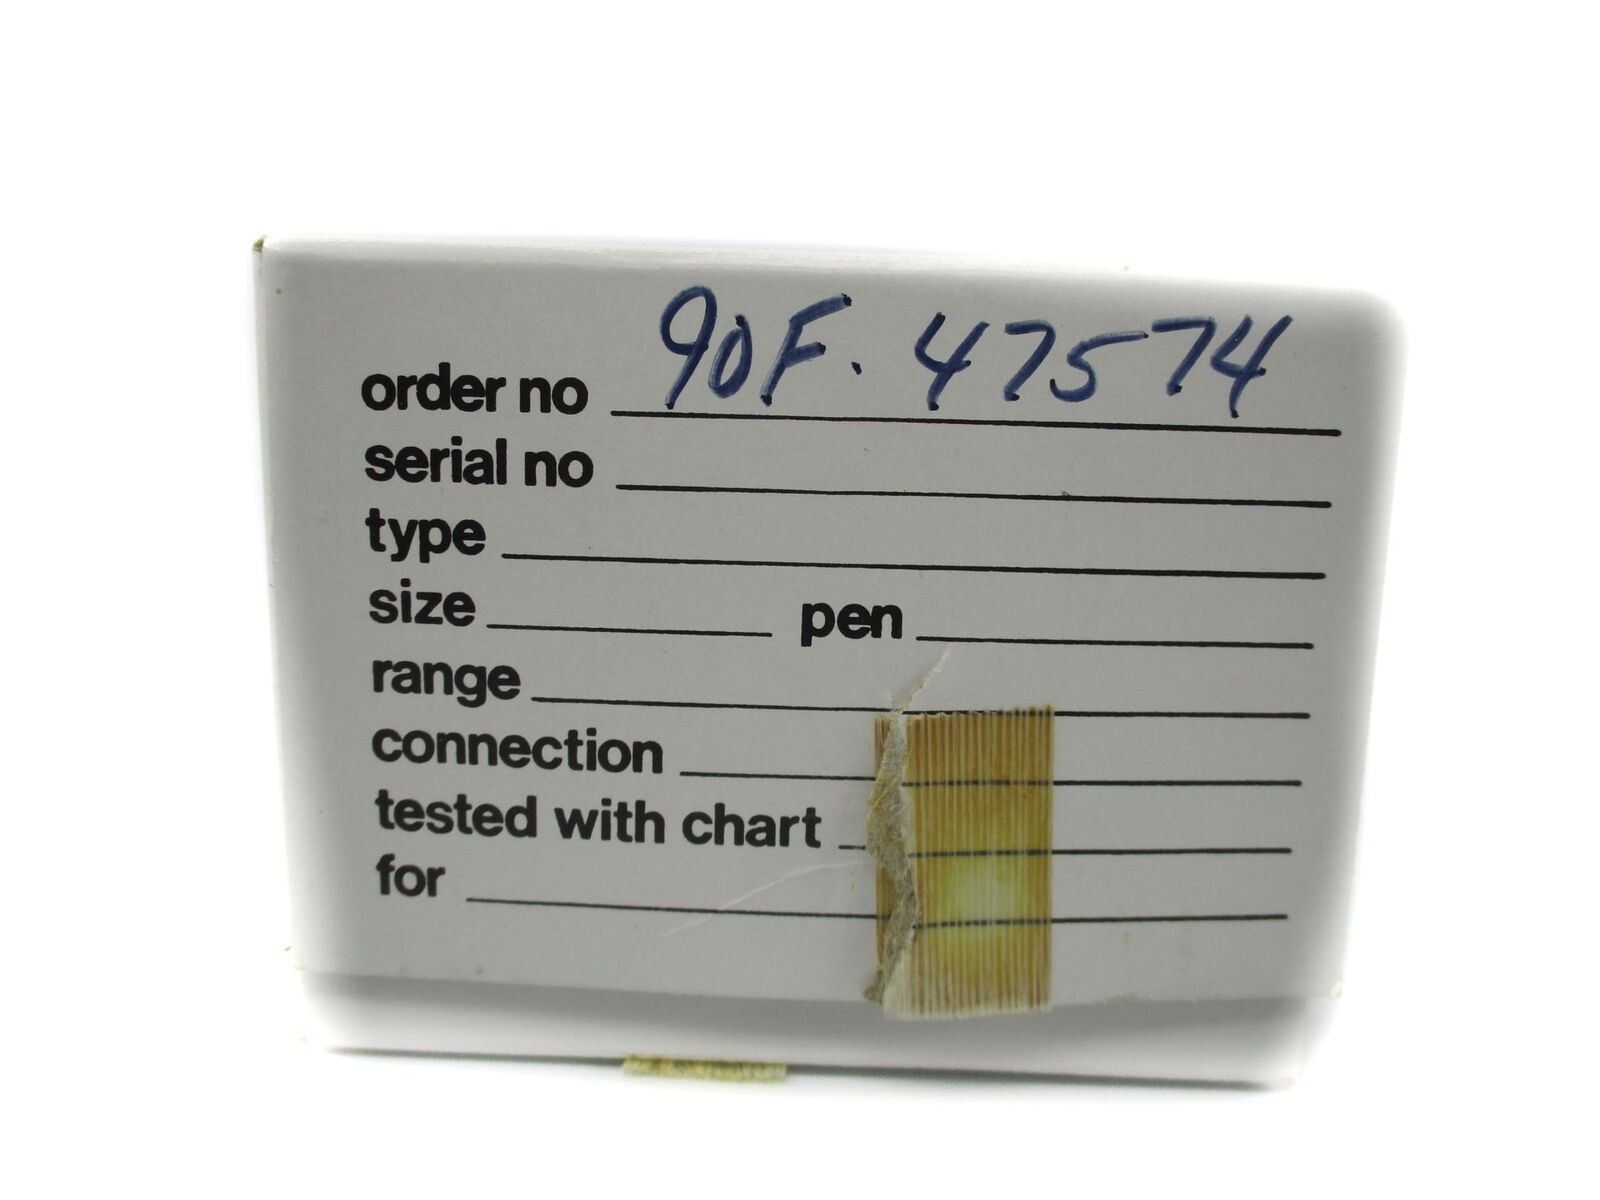 order no 90F. 47574
serial no
type
size pen
range
connection
tested with chart
for